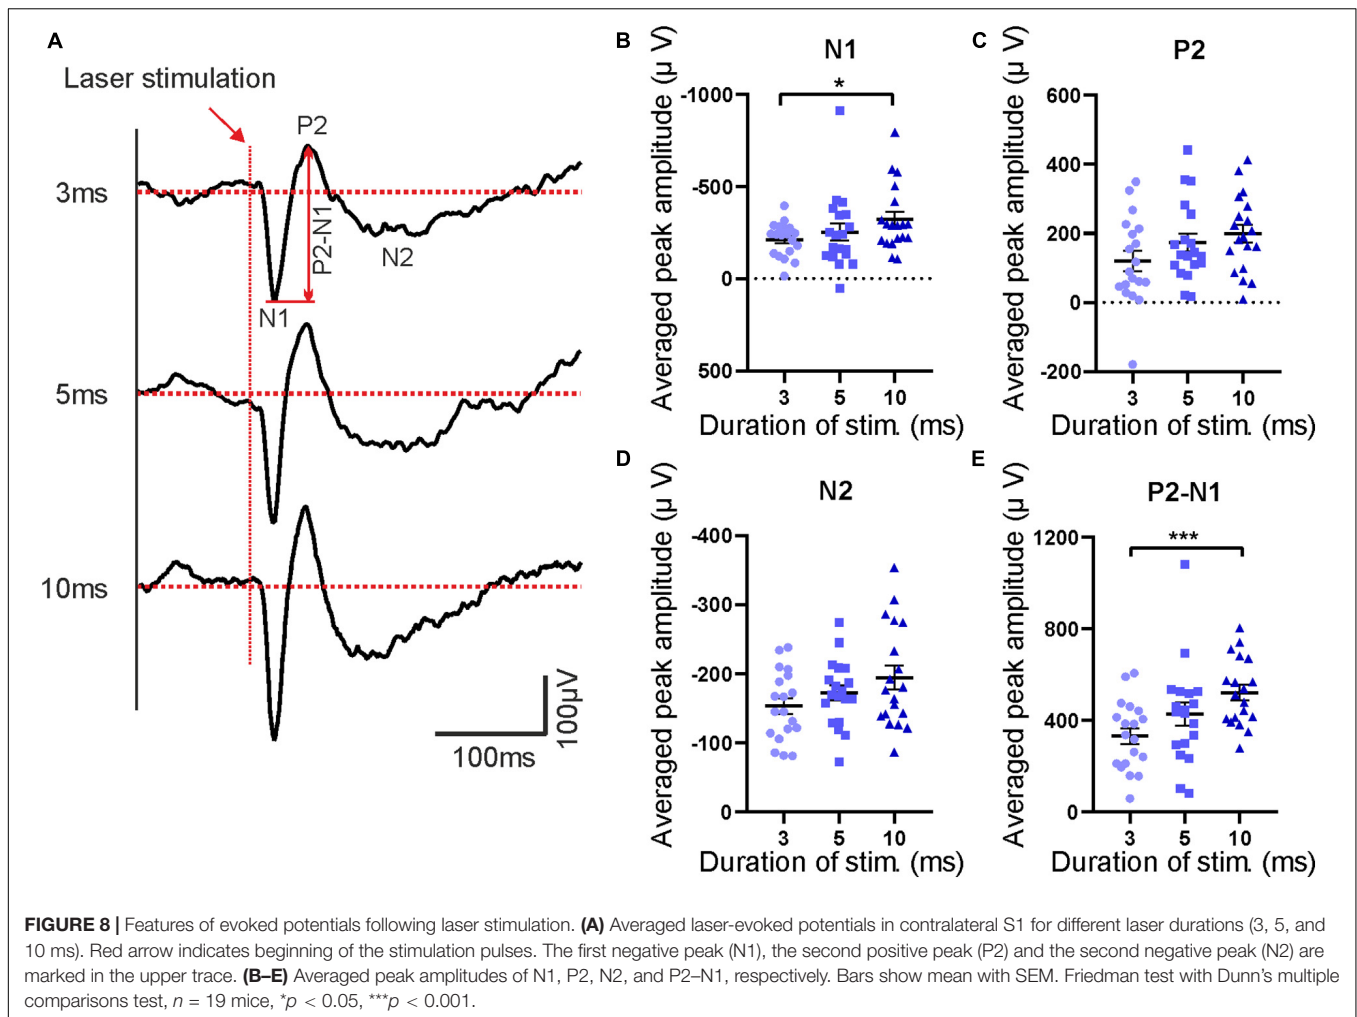 A
Laser stimulation
P2
3ms
P2-N1
N2
N1
5ms
10ms
100µV
100ms
B
N1
Averaged peak amplitude (µ V)
*
-1000
-500
0
500
3 5 10
Duration of stim. (ms)
C
P2
Averaged peak amplitude (µ V)
600
400
200
0
-200
3 5 10
Duration of stim. (ms)
D
N2
Averaged peak amplitude (µ V)
-400
-300
-200
-100
0
3 5 10
Duration of stim. (ms)
E
P2-N1
Averaged peak amplitude (µ V)
***
1200
800
400
0
3 5 10
Duration of stim. (ms)
FIGURE 8 | Features of evoked potentials following laser stimulation. (A) Averaged laser-evoked potentials in contralateral S1 for different laser durations (3, 5, and
10 ms). Red arrow indicates beginning of the stimulation pulses. The first negative peak (N1), the second positive peak (P2) and the second negative peak (N2) are
marked in the upper trace. (B–E) Averaged peak amplitudes of N1, P2, N2, and P2–N1, respectively. Bars show mean with SEM. Friedman test with Dunn's multiple
comparisons test, n = 19 mice, *p < 0.05, ***p < 0.001.